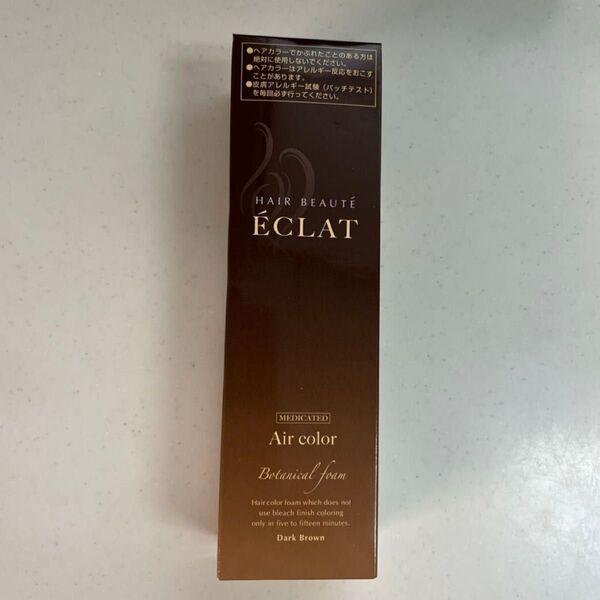 ●ヘアカラーでかぶれたことのある方は
絶対に使用しないでください。
●ヘアカラーはアレルギー反応をおこす
ことがあります。
●皮膚アレルギー試験（パッチテスト）
を毎回必ず行ってください。
HAIR BEAUTÉ
ÉCLAT
MEDICATED
Air color
Botanical foam
Hair color foam which does not
use bleach finish coloring
only in five to fifteen minutes.
Dark Brown